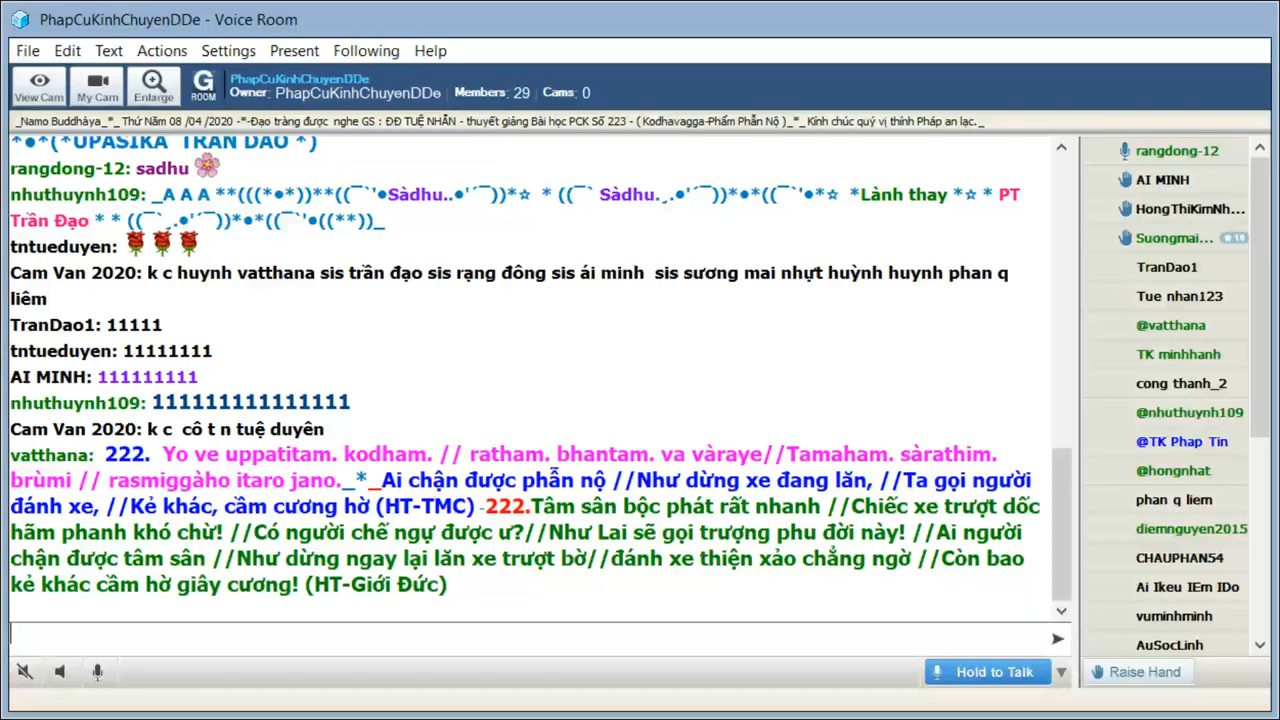 PhapCuKinhChuyenDDe - Voice Room
File Edit Text Actions Settings Present Following Help
View Cam My Cam Enlarge G ROOM
PhapCuKinhChuyenDDe
Owner: PhapCuKinhChuyenDDe Members: 29 Cams: 0
_Namo Buddhàya_*_ Thứ Năm 08 /04 /2020 -*-Đạo tràng được nghe GS : ĐĐ TUỆ NHẪN - thuyết giảng Bài học PCK Số 223 - ( Kodhavagga-Phẩm Phẫn Nộ )_*_ Kính chúc quý vị thính Pháp an lạc._
*●*(*UPASIKA TRAN DAO *)
rangdong-12: sadhu
nhuthuynh109: _A A A **(((*●*))**((¯`'●Sàdhu..●'´¯))*☆ * ((¯` Sàdhu.¸.●'´¯))*●*((¯`'●*☆ *Lành thay *☆ * PT
Trần Đạo * * ((¯`¸.●'´¯))*●*((¯`'●((**))_
tntueduyen:
Cam Van 2020: k c huynh vatthana sis trần đạo sis rạng đông sis ái minh sis sương mai nhựt huỳnh huynh phan q
liêm
TranDao1: 11111
tntueduyen: 11111111
AI MINH: 111111111
nhuthuynh109: 111111111111111
Cam Van 2020: k c cô t n tuệ duyên
vatthana: 222. Yo ve uppatitam. kodham. // ratham. bhantam. va vàraye//Tamaham. sàrathim.
brùmi // rasmiggàho itaro jano._*_Ai chận được phẫn nộ //Như dừng xe đang lăn, //Ta gọi người
đánh xe, //Kẻ khác, cầm cương hờ (HT-TMC) -222.Tâm sân bộc phát rất nhanh //Chiếc xe trượt dốc
hãm phanh khó chừ! //Có người chế ngự được ư?//Như Lai sẽ gọi trượng phu đời này! //Ai người
chận được tâm sân //Như dừng ngay lại lăn xe trượt bờ//đánh xe thiện xảo chẳng ngờ //Còn bao
kẻ khác cầm hờ giây cương! (HT-Giới Đức)
rangdong-12
AI MINH
HongThiKimNh...
Suongmai... ★10
TranDao1
Tue nhan123
@vatthana
TK minhhanh
cong thanh_2
@nhuthuynh109
@TK Phap Tin
@hongnhat
phan q liem
diemnguyen2015
CHAUPHAN54
Ai Ikeu IEm IDo
vuminhminh
AuSocLinh
Hold to Talk Raise Hand